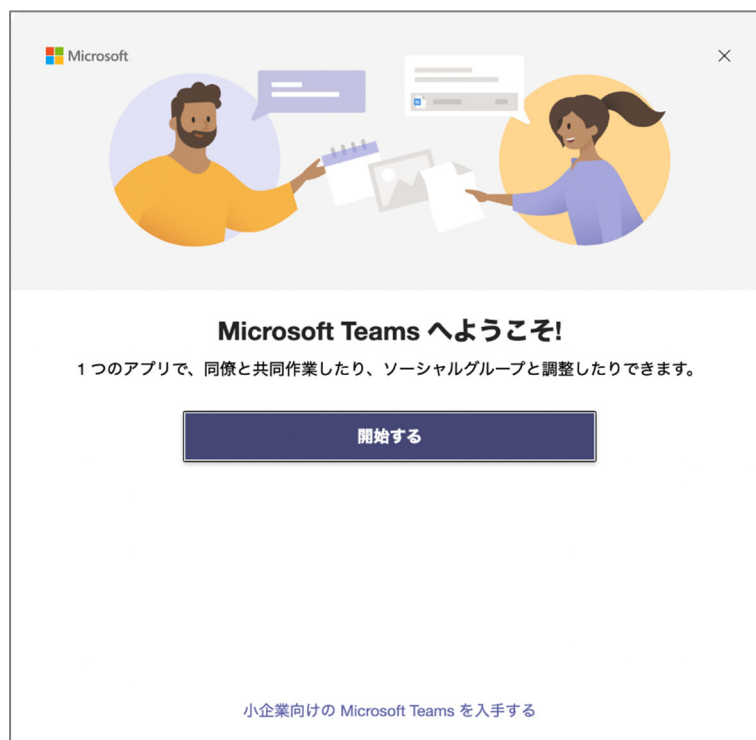 Microsoft
Microsoft Teams へようこそ!
1 つのアプリで、同僚と共同作業したり、ソーシャルグループと調整したりできます。
開始する
小企業向けの Microsoft Teams を入手する